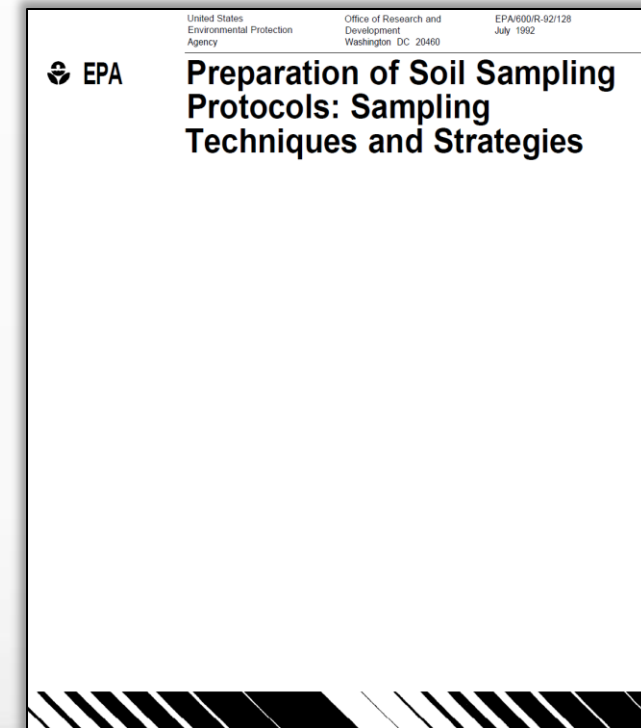 United States
Environmental Protection
Agency
Office of Research and
Development
Washington DC 20460
EPA/600/R-92/128
July 1992
EPA
Preparation of Soil Sampling
Protocols: Sampling
Techniques and Strategies